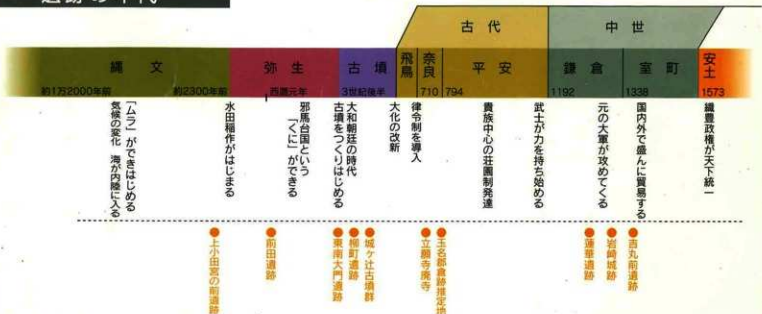 遺跡の年代
古代
中世
縄文
弥生
古墳
飛鳥
奈良
平安
鎌倉
室町
安土
約1万2000年前
約2300年前
西暦元年
3世紀後半
710
794
1192
1338
1573
「ムラ」ができはじめる
気候の変化 海が内陸に入る
水田稲作がはじまる
邪馬台国という
「くに」ができる
大和朝廷の時代
古墳をつくりはじめる
大化の改新
律令制を導入
貴族中心の荘園制発達
武士が力を持ち始める
元の大軍が攻めてくる
国内外で盛んに貿易する
織豊政権が天下統一
●上小田宮の前遺跡
●前田遺跡
●東南大門遺跡
●柳町遺跡
●城ヶ辻古墳群
●立願寺廃寺
●玉名郡倉跡推定地
●蓮華遺跡
●岩崎城跡
●吉丸前遺跡